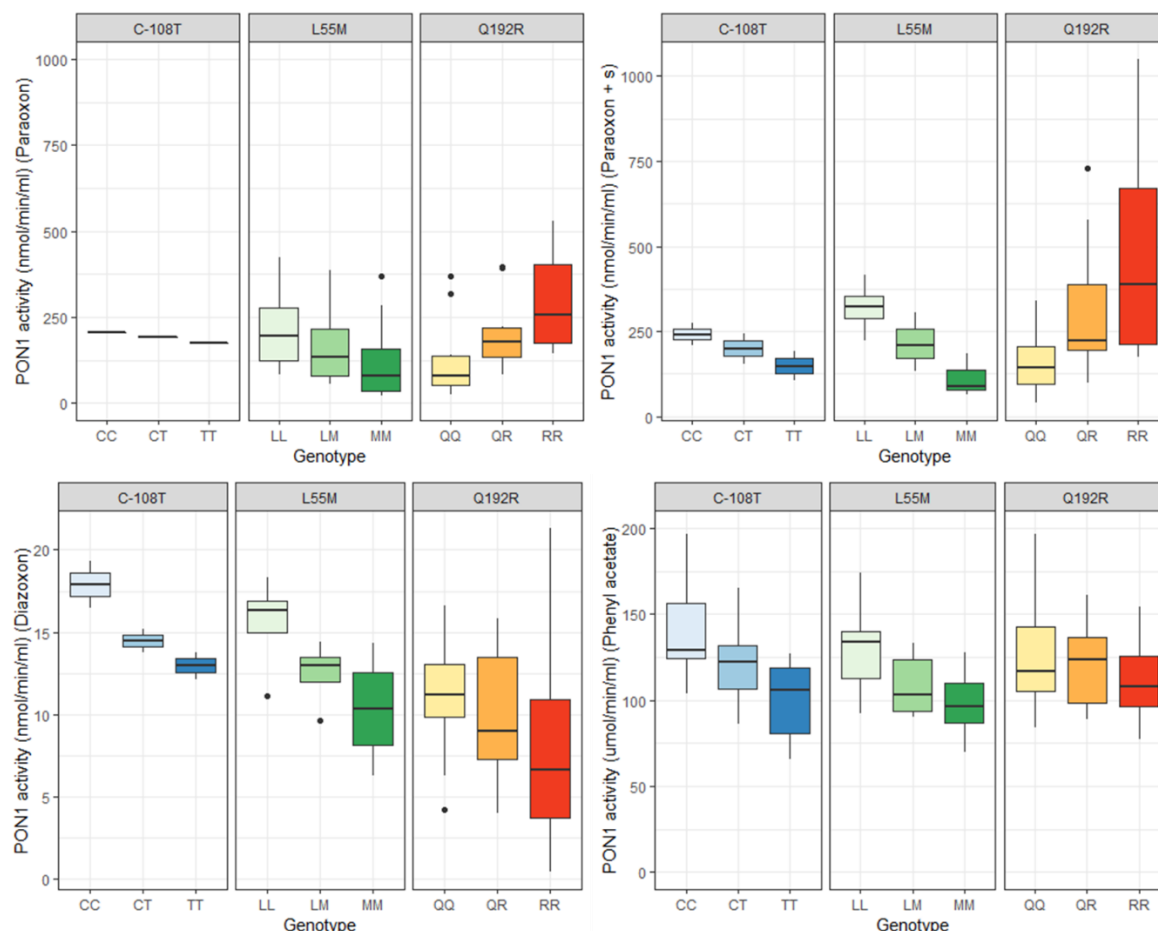 C-108T L55M Q192R
PON1 activity (nmol/min/ml) (Paraoxon)
1000
750
500
250
0
CC CT TT LL LM MM QQ QR RR
Genotype
C-108T L55M Q192R
PON1 activity (nmol/min/ml) (Paraoxon + s)
1000
750
500
250
0
CC CT TT LL LM MM QQ QR RR
Genotype
C-108T L55M Q192R
PON1 activity (nmol/min/ml) (Diazoxon)
20
15
10
5
0
CC CT TT LL LM MM QQ QR RR
Genotype
C-108T L55M Q192R
PON1 activity (umol/min/ml) (Phenyl acetate)
200
150
100
50
0
CC CT TT LL LM MM QQ QR RR
Genotype